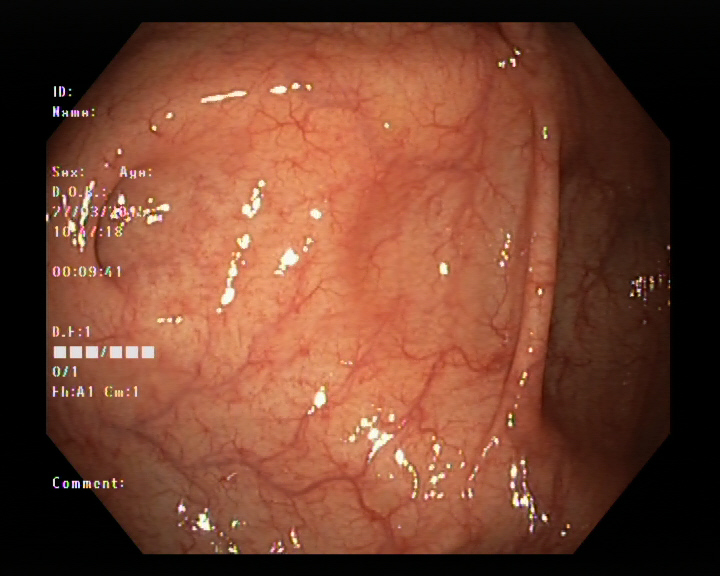 ID:
Name:
Sex: Age:
D.O.B.:
10:47:18
00:09:41
D.F:1
■■■/■■■
0/1
Eh:A1 Cm:1
Comment: